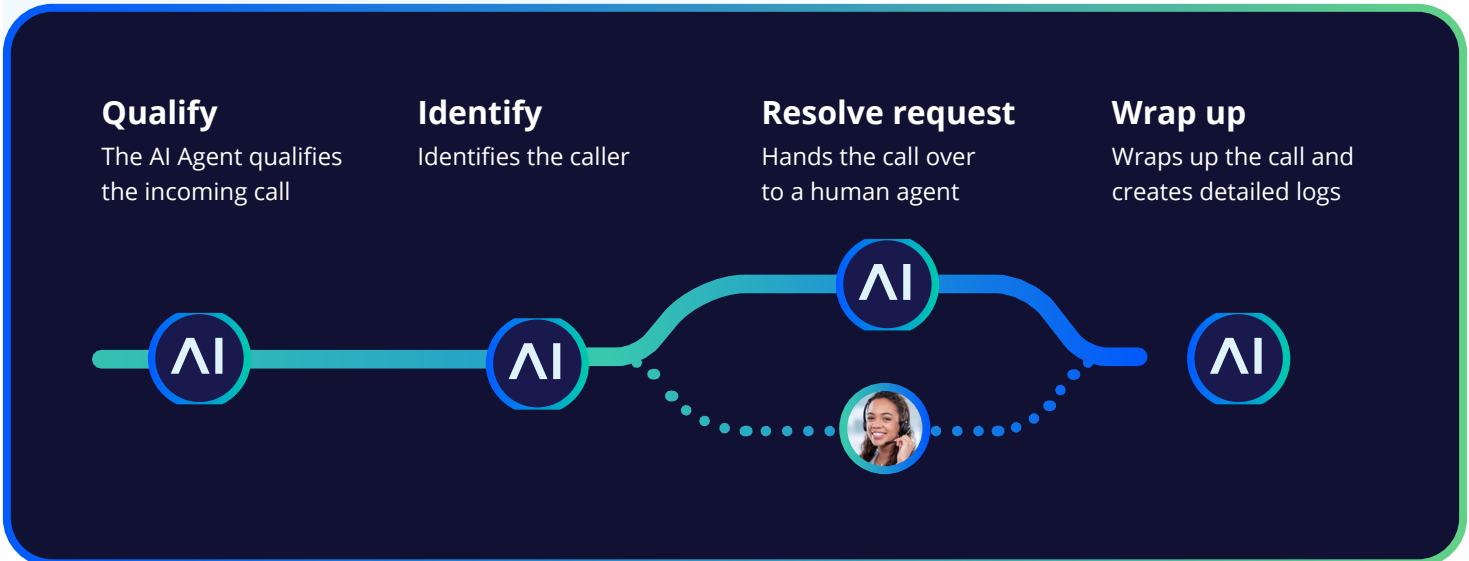 Qualify
The AI Agent qualifies
the incoming call
Identify
Identifies the caller
Resolve request
Hands the call over
to a human agent
Wrap up
Wraps up the call and
creates detailed logs
AI
AI
AI
AI